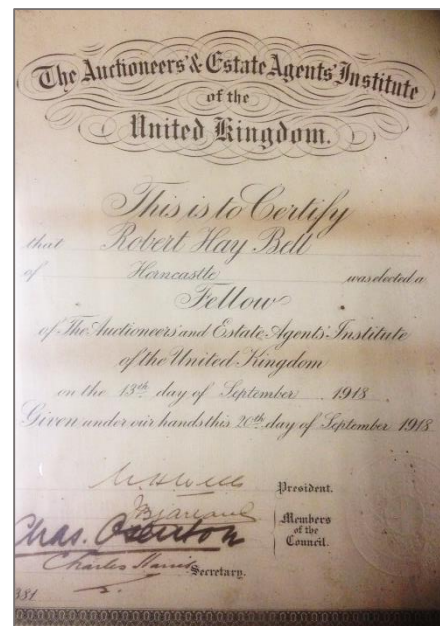 The Auctioneers' & Estate Agents' Institute
of the
United Kingdom.
This is to Certify
that Robert Hay Bell
of Horncastle was elected a
Fellow
of The Auctioneers and Estate Agents' Institute
of the United Kingdom
on the 13th day of September 1918
Given under our hands this 20th day of September 1918
President.
Members
of the
Council.
Chas. Osenton
Charles Harris
Secretary.
381